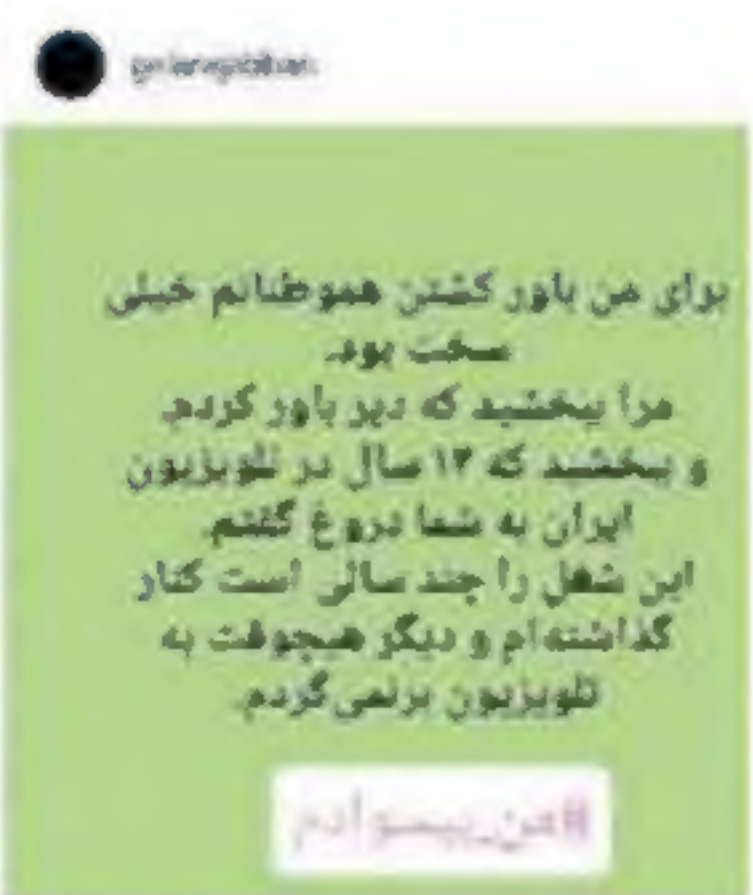 برای من باور کشتن هموطنانم خیلی
سخت بود.
مرا ببخشید که دیر باور کردم.
و ببخشید که ۱۳ سال در تلویزیون
ایران به شما دروغ گفتم.
این شغل را چند سالی است کنار
گذاشته‌ام و دیگر هیچوقت به
تلویزیون برنمی‌گردم.
#من_بیسوادم